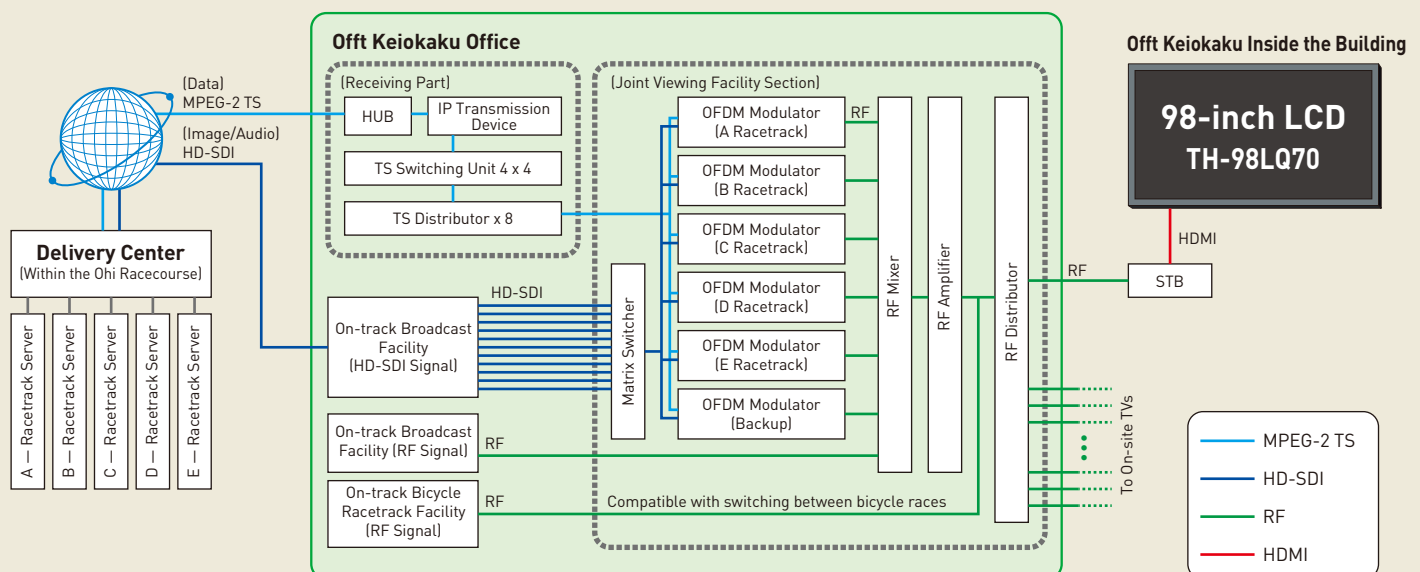 Offt Keiokaku Office
Offt Keiokaku Inside the Building
(Data)
MPEG-2 TS
(Image/Audio)
HD-SDI
Delivery Center
(Within the Ohi Racecourse)
A — Racetrack Server
B — Racetrack Server
C — Racetrack Server
D — Racetrack Server
E — Racetrack Server
(Receiving Part)
HUB
IP Transmission
Device
TS Switching Unit 4 x 4
TS Distributor x 8
On-track Broadcast
Facility
(HD-SDI Signal)
HD-SDI
On-track Broadcast
Facility (RF Signal)
RF
On-track Bicycle
Racetrack Facility
(RF Signal)
RF
(Joint Viewing Facility Section)
Matrix Switcher
OFDM Modulator
(A Racetrack)
RF
OFDM Modulator
(B Racetrack)
OFDM Modulator
(C Racetrack)
OFDM Modulator
(D Racetrack)
OFDM Modulator
(E Racetrack)
OFDM Modulator
(Backup)
Compatible with switching between bicycle races
RF Mixer
RF Amplifier
RF Distributor
RF
To On-site TVs
98-inch LCD
TH-98LQ70
HDMI
STB
MPEG-2 TS
HD-SDI
RF
HDMI